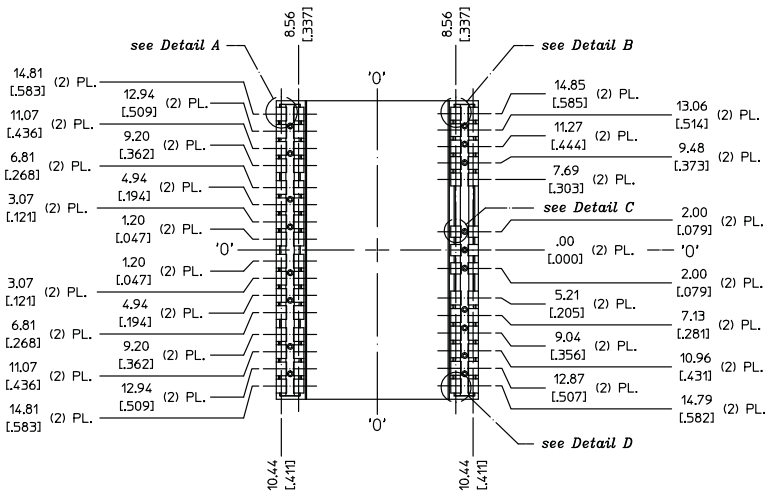 8.56
[.337]
8.56
[.337]
see Detail A
see Detail B
'0'
14.81
[.583] (2) PL.
12.94
[.509] (2) PL.
11.07
[.436] (2) PL.
9.20
[.362] (2) PL.
6.81
[.268] (2) PL.
4.94
[.194] (2) PL.
3.07
[.121] (2) PL.
1.20
[.047] (2) PL.
'0'
1.20
[.047] (2) PL.
3.07
[.121] (2) PL.
4.94
[.194] (2) PL.
6.81
[.268] (2) PL.
9.20
[.362] (2) PL.
11.07
[.436] (2) PL.
12.94
[.509] (2) PL.
14.81
[.583] (2) PL.
14.85
[.585] (2) PL.
13.06
[.514] (2) PL.
11.27
[.444] (2) PL.
9.48
[.373] (2) PL.
7.69
[.303] (2) PL.
see Detail C
2.00
[.079] (2) PL.
.00
[.000] (2) PL.
'0'
2.00
[.079] (2) PL.
5.21
[.205] (2) PL.
7.13
[.281] (2) PL.
9.04
[.356] (2) PL.
10.96
[.431] (2) PL.
12.87
[.507] (2) PL.
14.79
[.582] (2) PL.
'0'
see Detail D
10.44
[.411]
10.44
[.411]